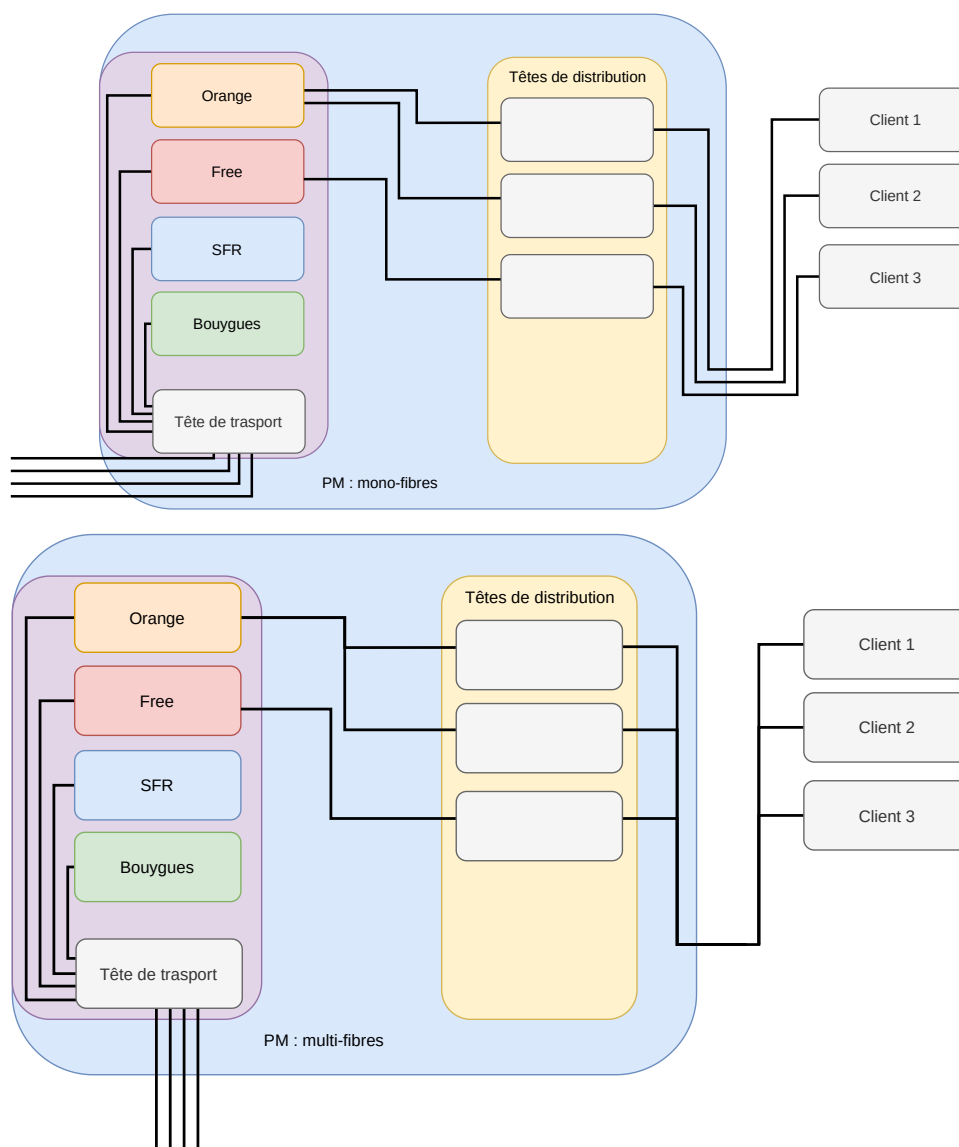 Têtes de distribution
Orange
Client 1
Free
Client 2
SFR
Client 3
Bouygues
Tête de trasport
PM : mono-fibres
Têtes de distribution
Orange
Client 1
Free
Client 2
SFR
Client 3
Bouygues
Tête de trasport
PM : multi-fibres